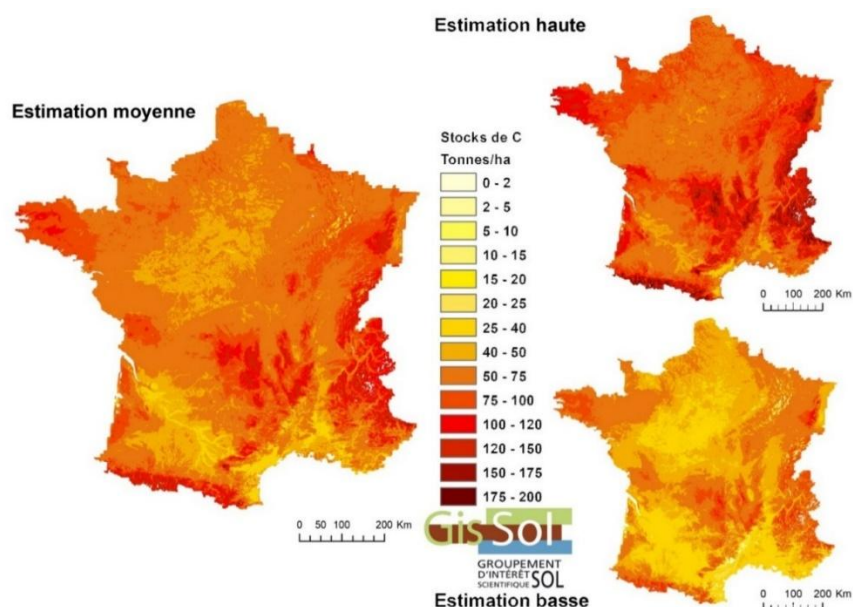 Estimation moyenne
Estimation haute
Stocks de C
Tonnes/ha
0 - 2
2 - 5
5 - 10
10 - 15
15 - 20
20 - 25
25 - 40
40 - 50
50 - 75
75 - 100
100 - 120
120 - 150
150 - 175
175 - 200
0 50 100 200 Km
0 100 200 Km
GisSol
GROUPEMENT
D'INTÉRÊT
SCIENTIFIQUE SOL
Estimation basse
0 100 200 Km